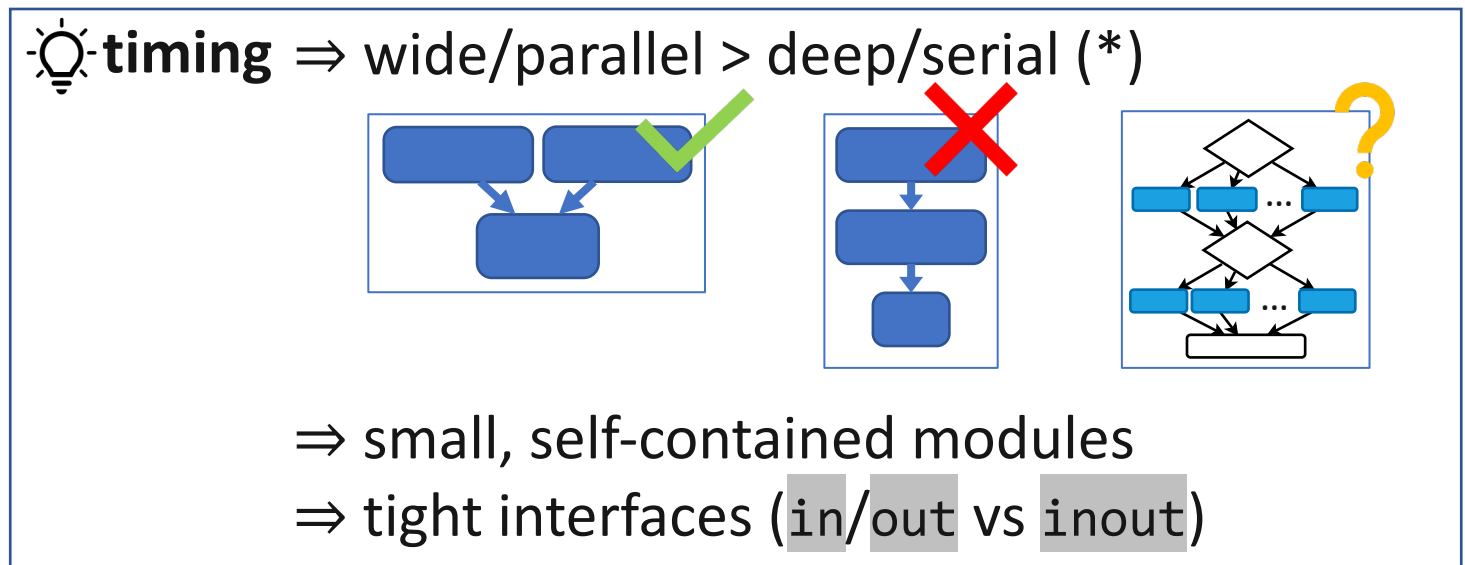 timing ⇒ wide/parallel > deep/serial (*)
?
...
...
⇒ small, self-contained modules
⇒ tight interfaces (in/out vs inout)